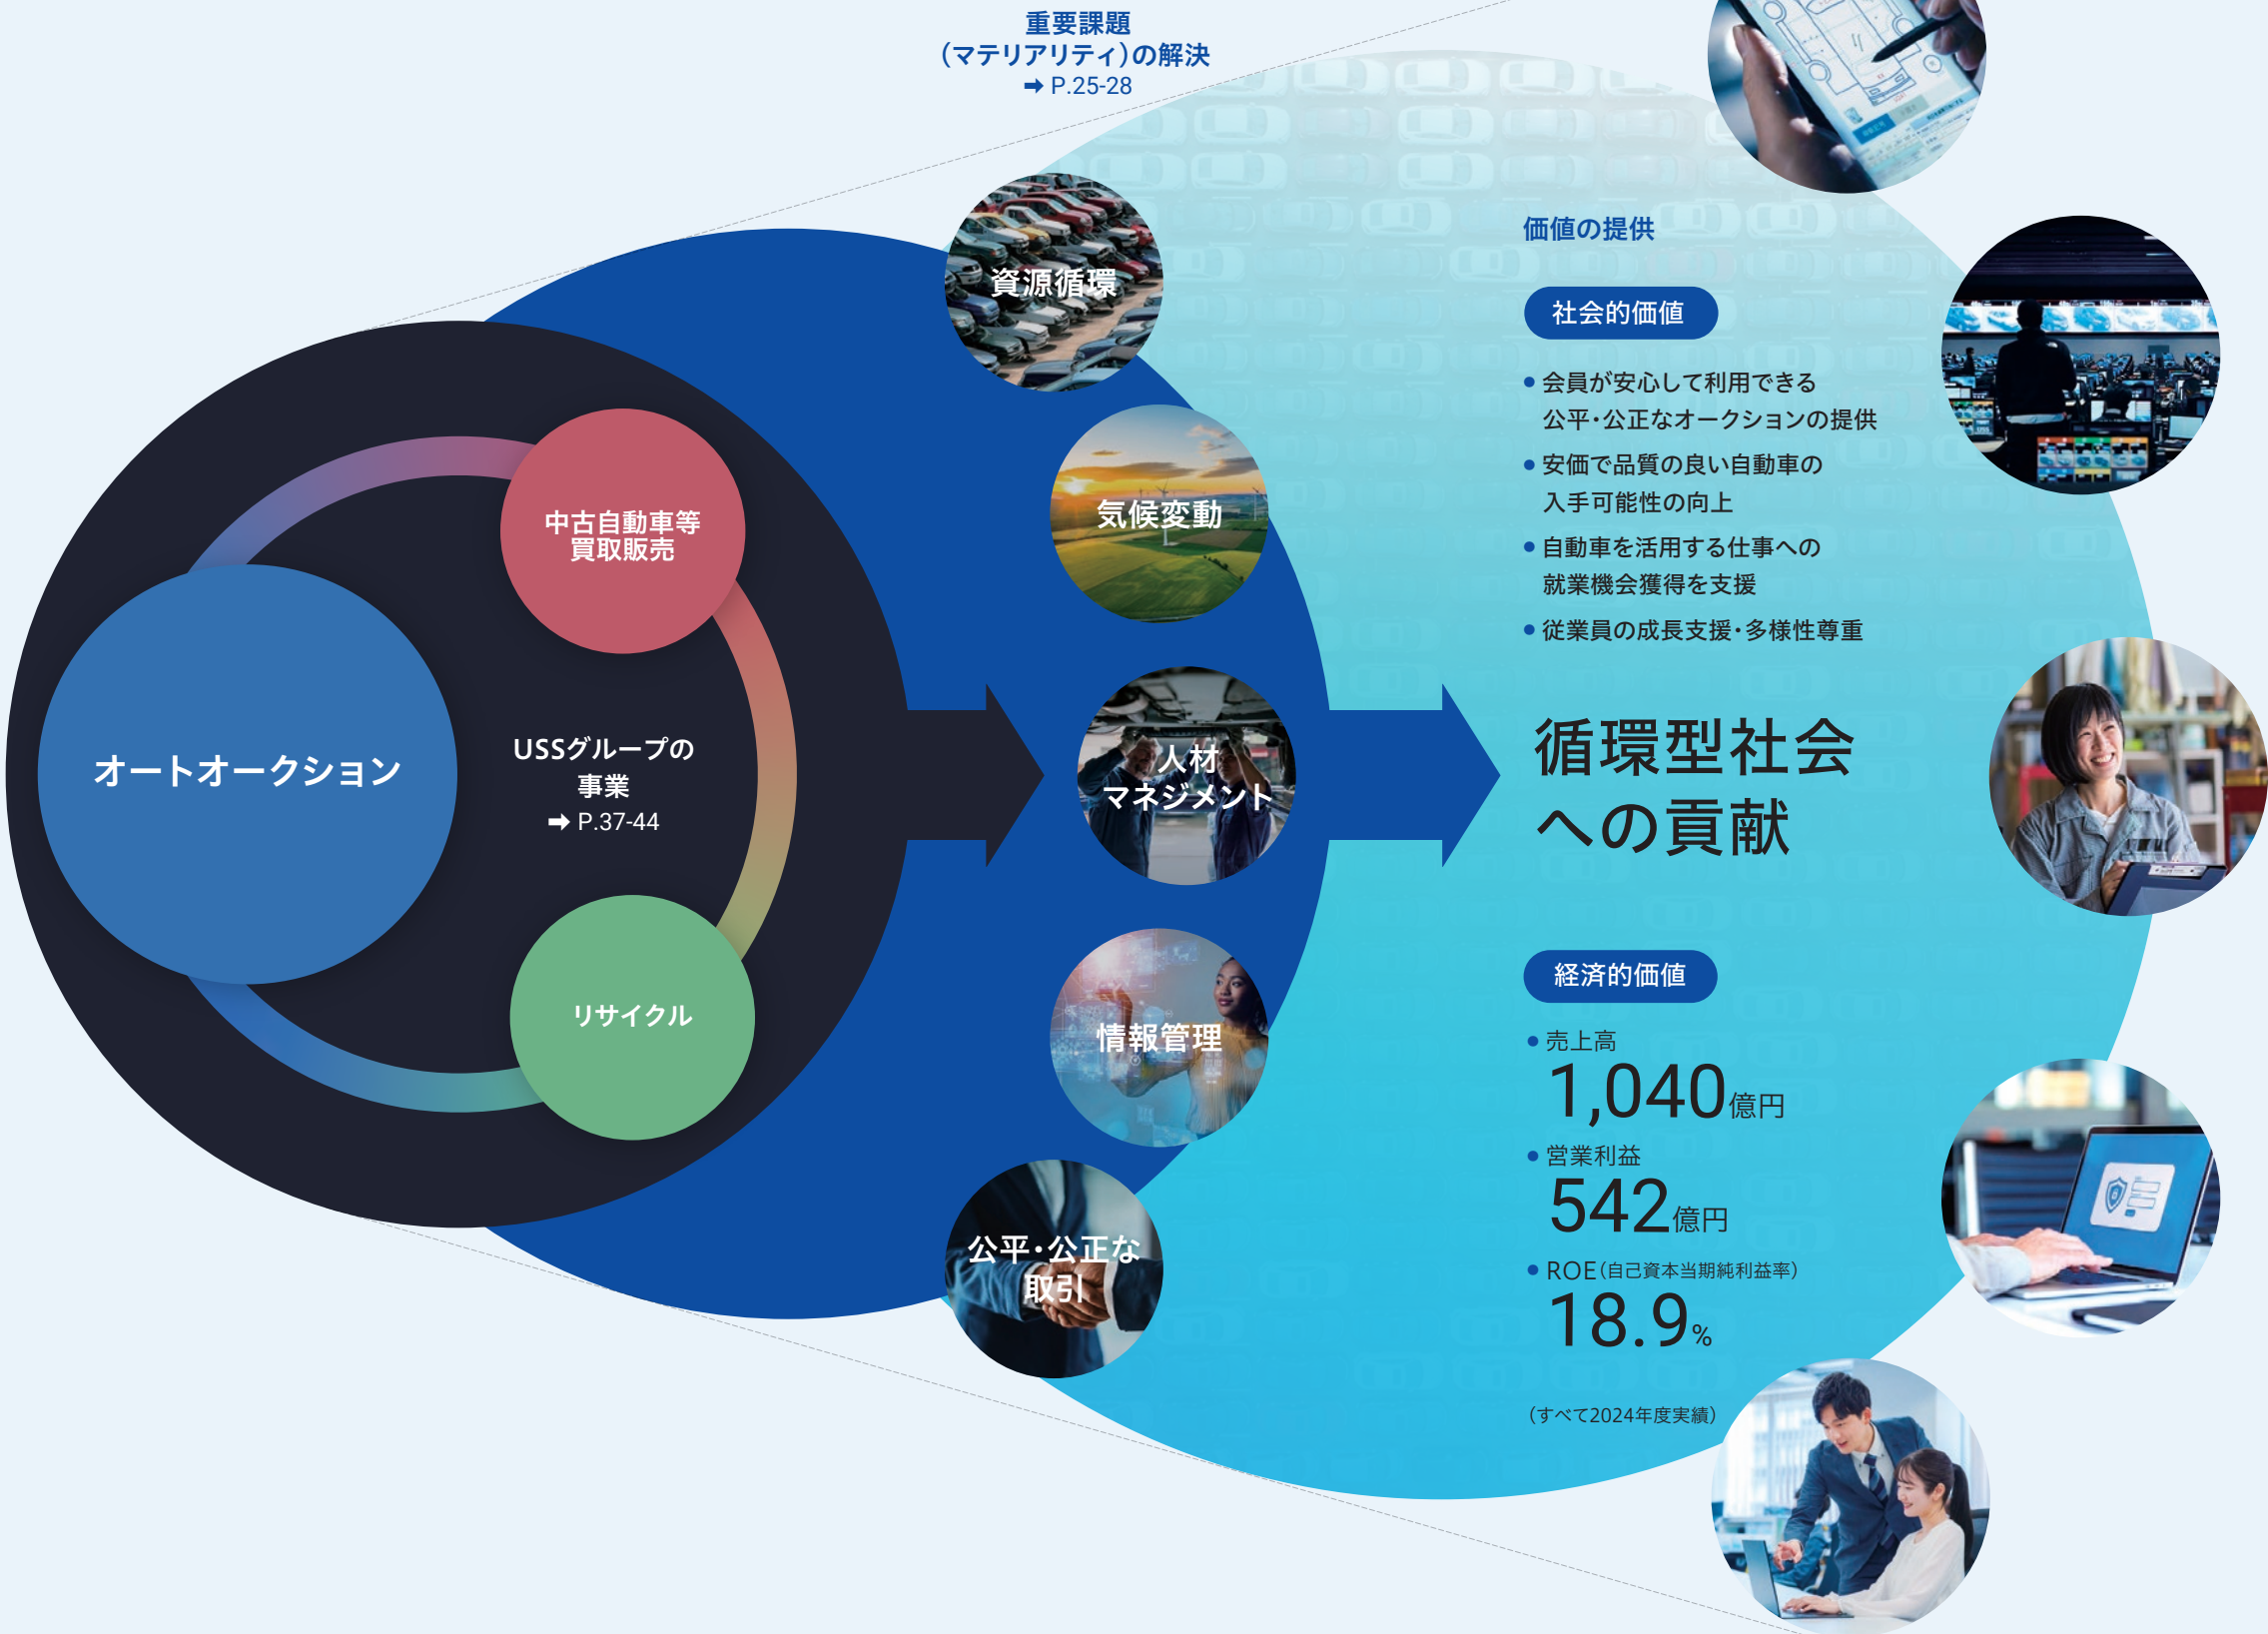 重要課題
（マテリアリティ）の解決
➡ P.25-28
オートオークション
中古自動車等
買取販売
USSグループの
事業
➡ P.37-44
リサイクル
資源循環
気候変動
人材
マネジメント
情報管理
公平・公正な
取引
価値の提供
社会的価値
● 会員が安心して利用できる
公平・公正なオークションの提供
● 安価で品質の良い自動車の
入手可能性の向上
● 自動車を活用する仕事への
就業機会獲得を支援
● 従業員の成長支援・多様性尊重
循環型社会
への貢献
経済的価値
● 売上高
1,040億円
● 営業利益
542億円
● ROE（自己資本当期純利益率）
18.9%
（すべて2024年度実績）